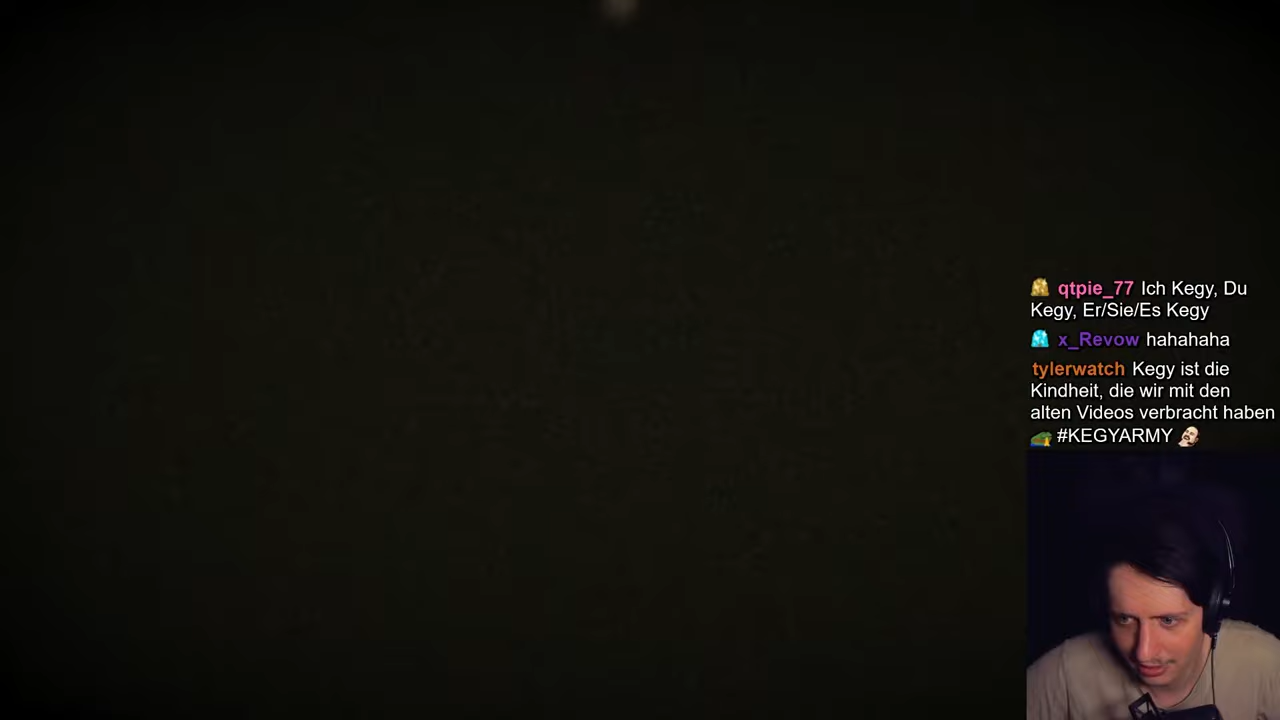 qtpie_77 Ich Kegy, Du
Kegy, Er/Sie/Es Kegy
x_Revow hahahaha
tylerwatch Kegy ist die
Kindheit, die wir mit den
alten Videos verbracht haben
#KEGYARMY